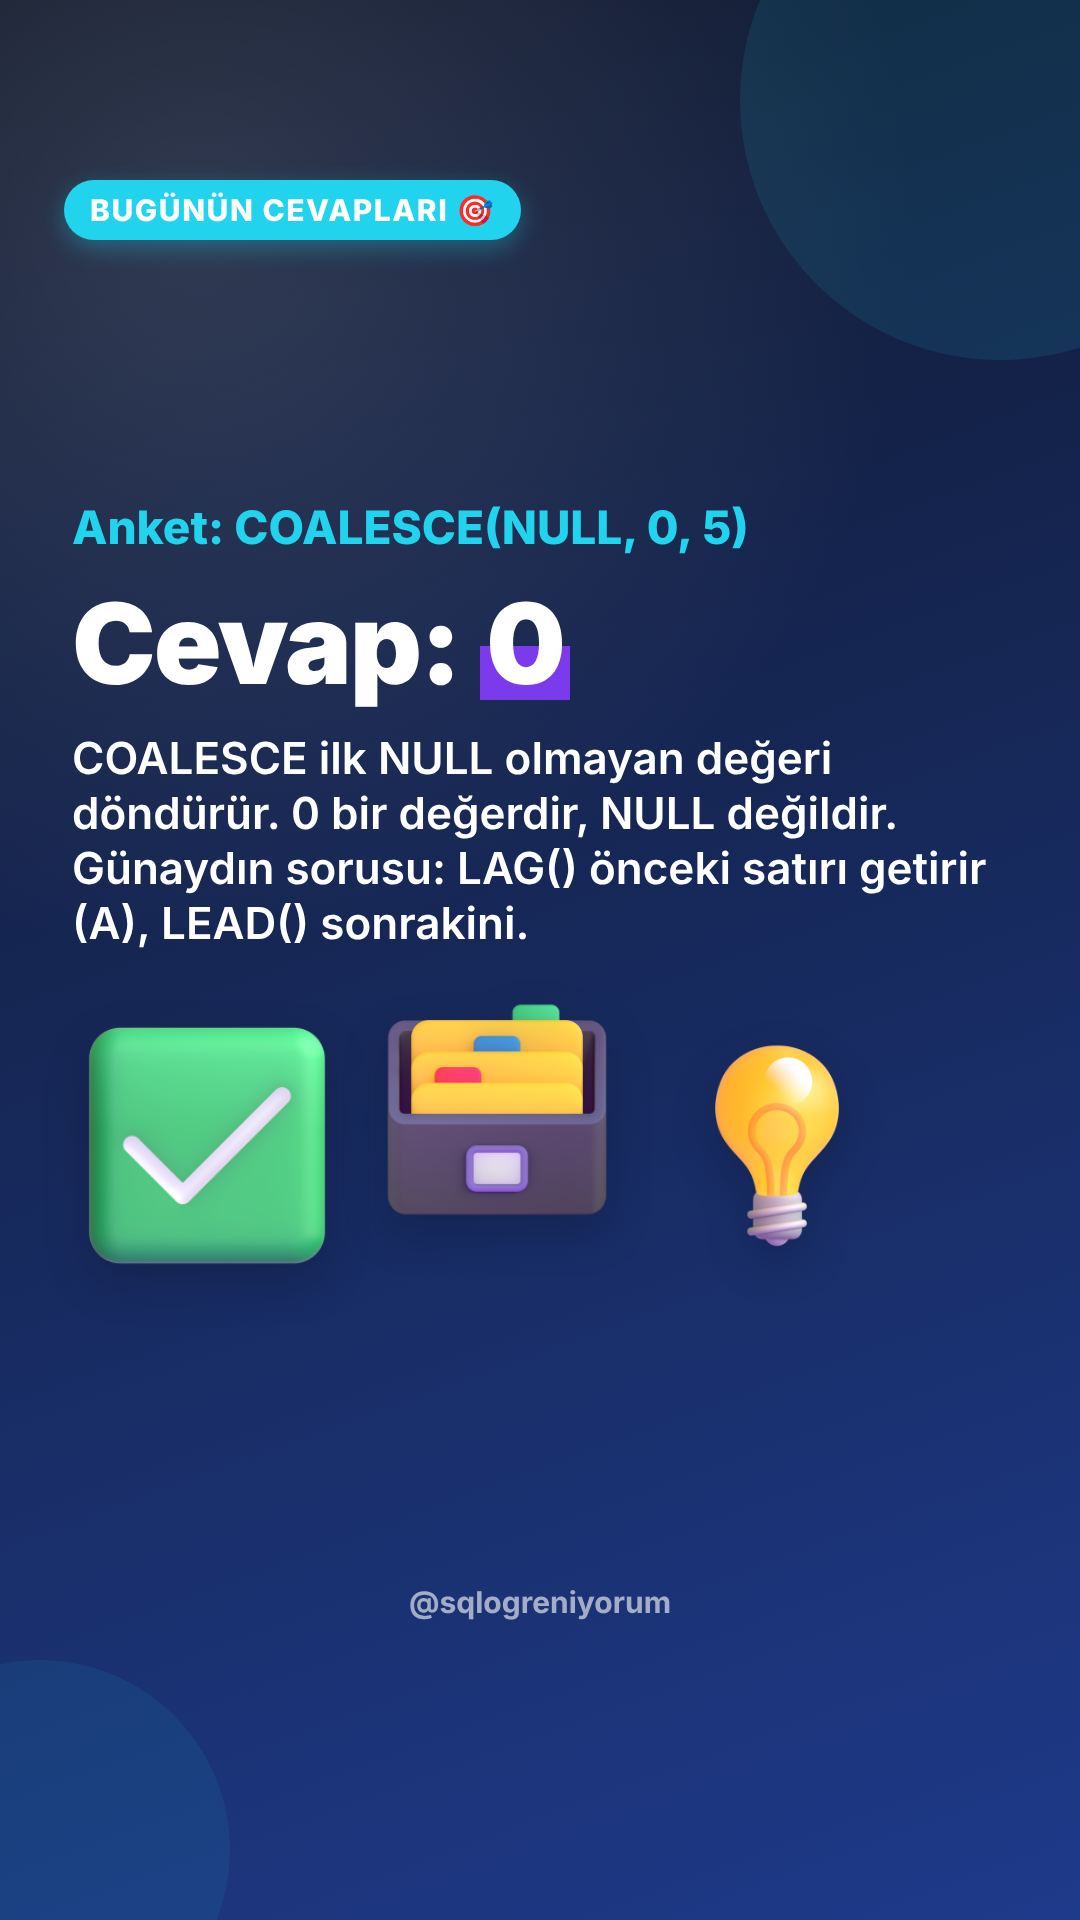 BUGÜNÜN CEVAPLARI 🎯
Anket: COALESCE(NULL, 0, 5)
Cevap: 0
COALESCE ilk NULL olmayan değeri
döndürür. 0 bir değerdir, NULL değildir.
Günaydın sorusu: LAG() önceki satırı getirir
(A), LEAD() sonrakini.
@sqlogreniyorum